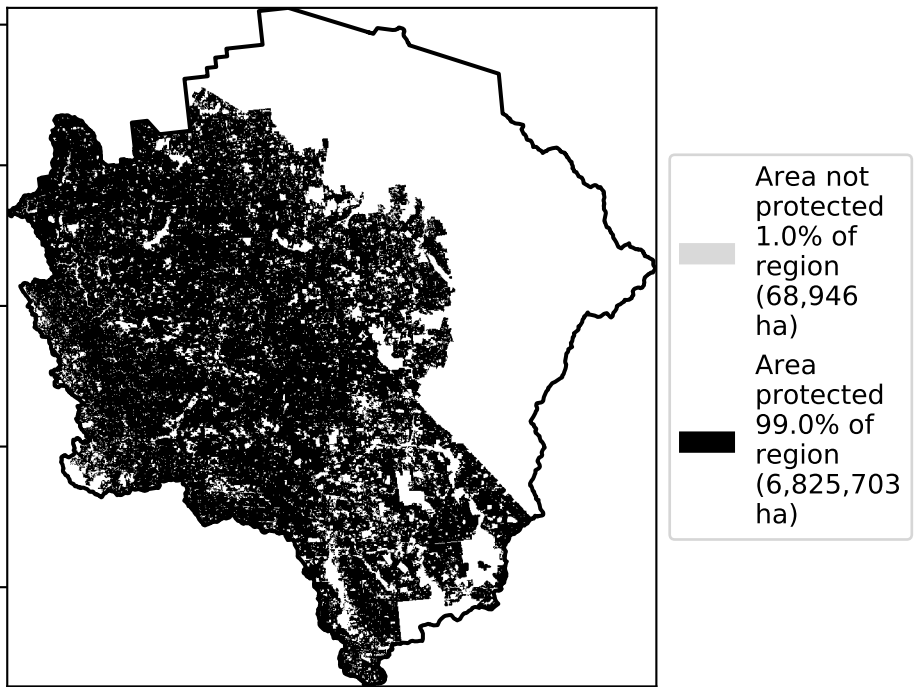 Area not
protected
1.0% of
region
(68,946
ha)
Area
protected
99.0% of
region
(6,825,703
ha)